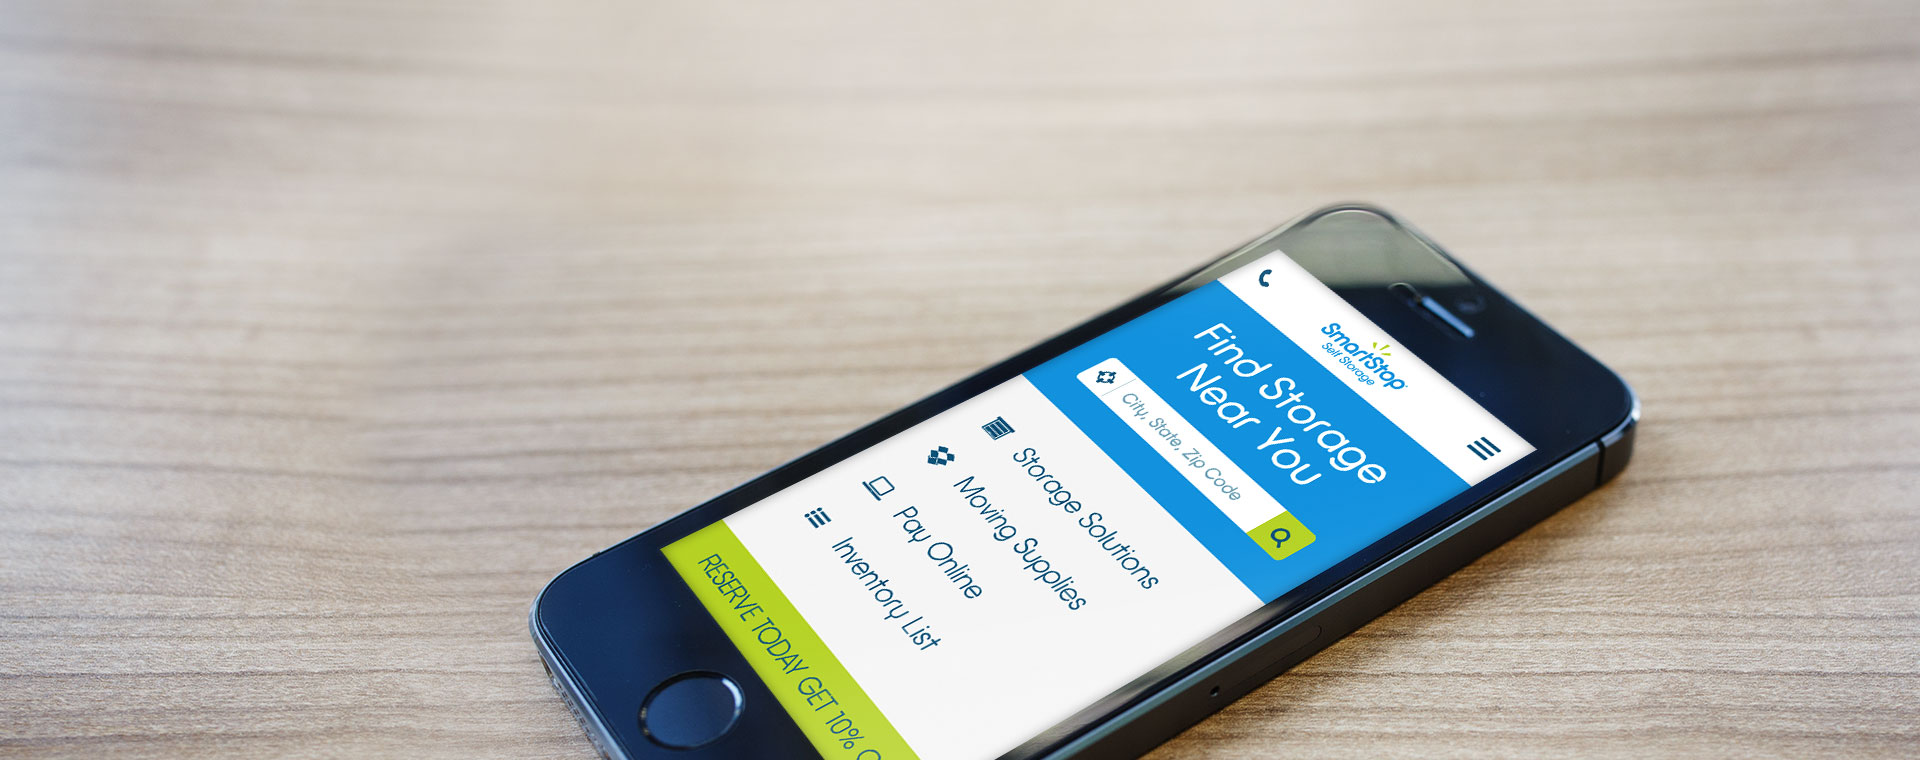 SmartStop
Self Storage
Find Storage
Near You
City, State, Zip Code
Storage Solutions
Moving Supplies
Pay Online
Inventory List
RESERVE TODAY GET 10%